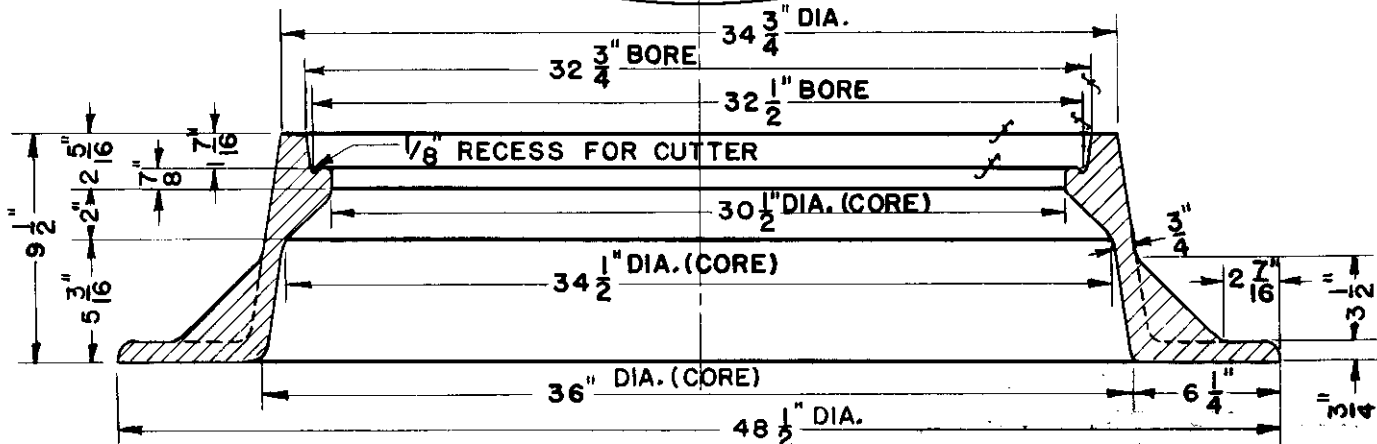 34 3/4" DIA.
32 3/4" BORE
32 1/2" BORE
1/8" RECESS FOR CUTTER
9 1/2"
2 5/16"
1 7/16"
7/8"
2"
5 3/16"
30 1/2" DIA. (CORE)
34 1/2" DIA. (CORE)
3/4"
2 7/16"
3 1/2"
36" DIA. (CORE)
6 1/4"
3/4"
48 1/2" DIA.